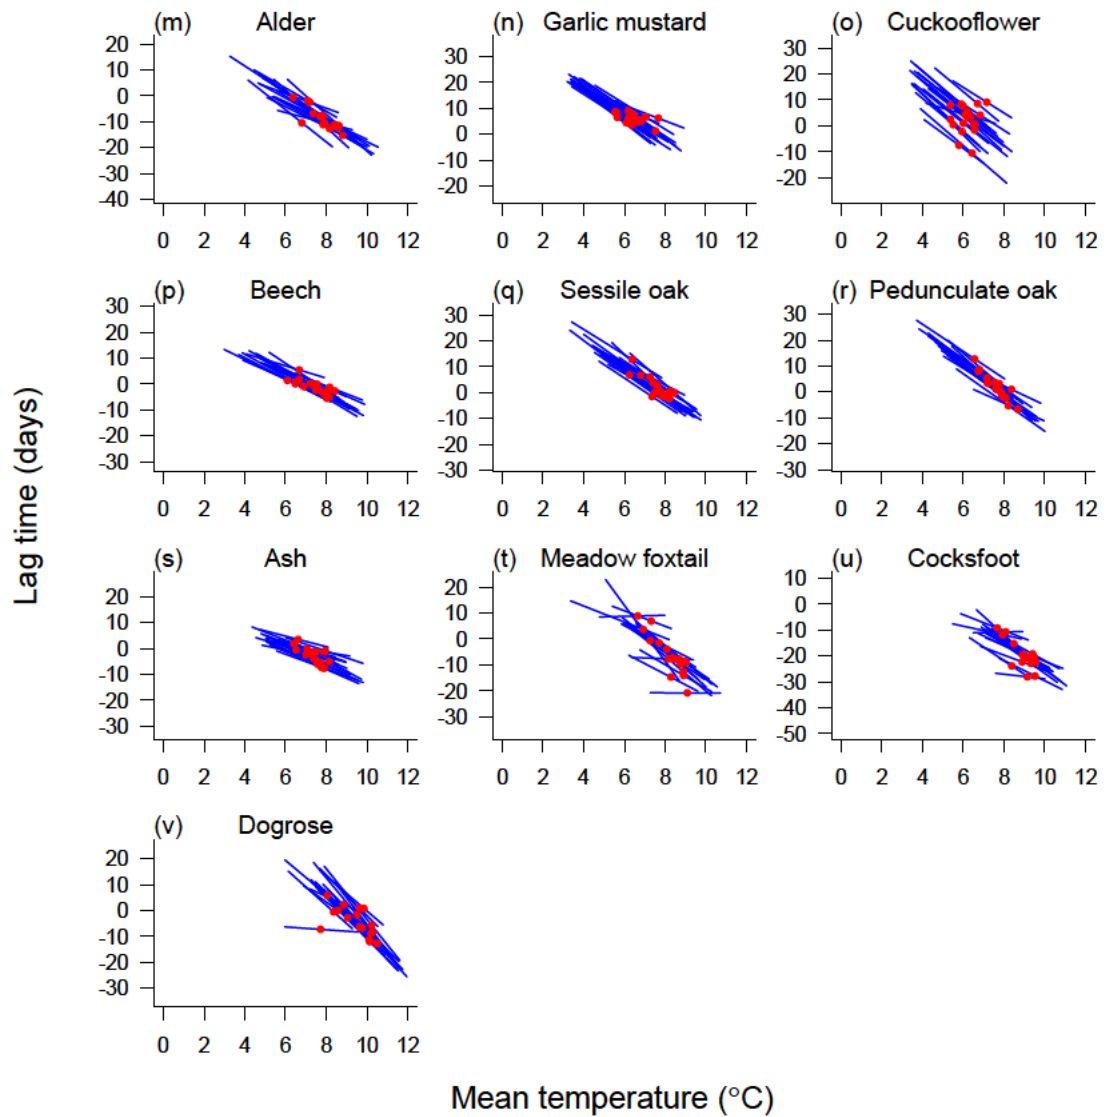 (m) Alder
20
10
0
-10
-20
-30
-40
0 2 4 6 8 10 12
(n) Garlic mustard
30
20
10
0
-10
-20
0 2 4 6 8 10 12
(o) Cuckooflower
30
20
10
0
-10
-20
0 2 4 6 8 10 12
(p) Beech
30
20
10
0
-10
-20
-30
0 2 4 6 8 10 12
(q) Sessile oak
30
20
10
0
-10
-20
-30
0 2 4 6 8 10 12
(r) Pedunculate oak
30
20
10
0
-10
-20
-30
0 2 4 6 8 10 12
(s) Ash
20
10
0
-10
-20
-30
0 2 4 6 8 10 12
(t) Meadow foxtail
20
10
0
-10
-20
-30
0 2 4 6 8 10 12
(u) Cocksfoot
10
0
-10
-20
-30
-40
-50
0 2 4 6 8 10 12
(v) Dogrose
20
10
0
-10
-20
-30
0 2 4 6 8 10 12
Lag time (days)
Mean temperature (°C)